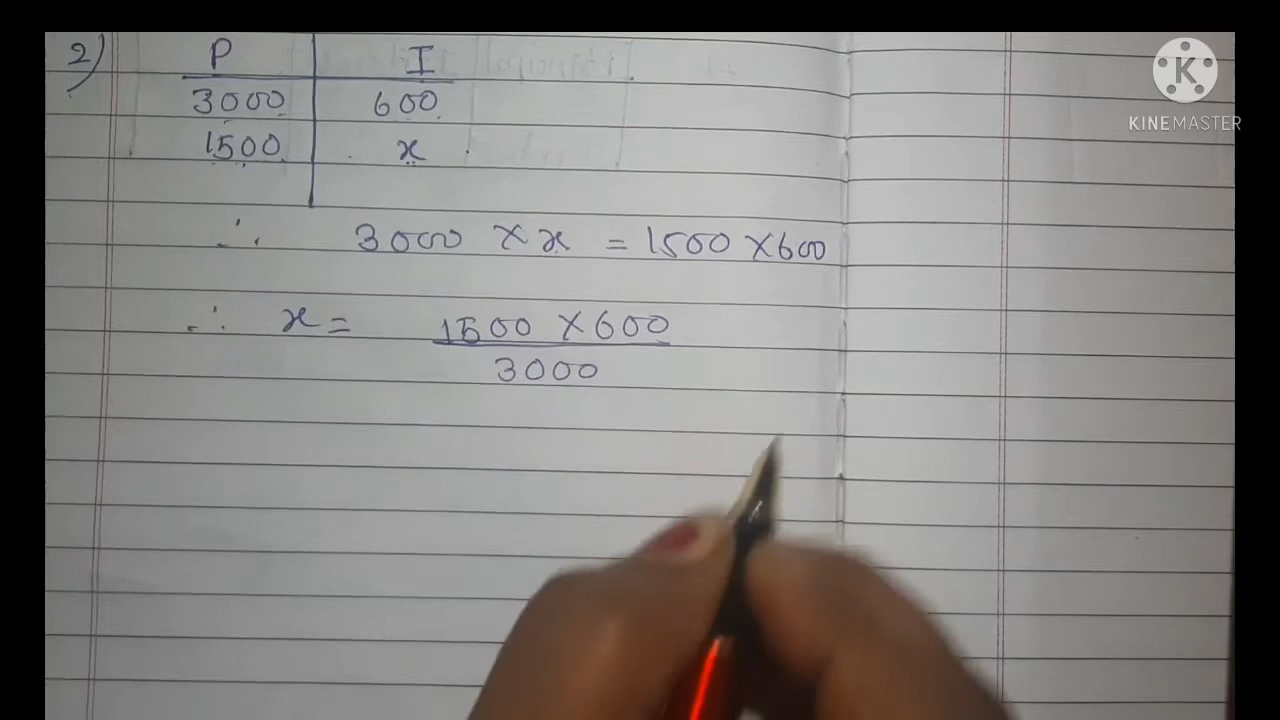 2) P I
3000 600
1500 x
∴ 3000 × x = 1500 × 600
∴ x = 1500 × 600
3000
K
KINEMASTER